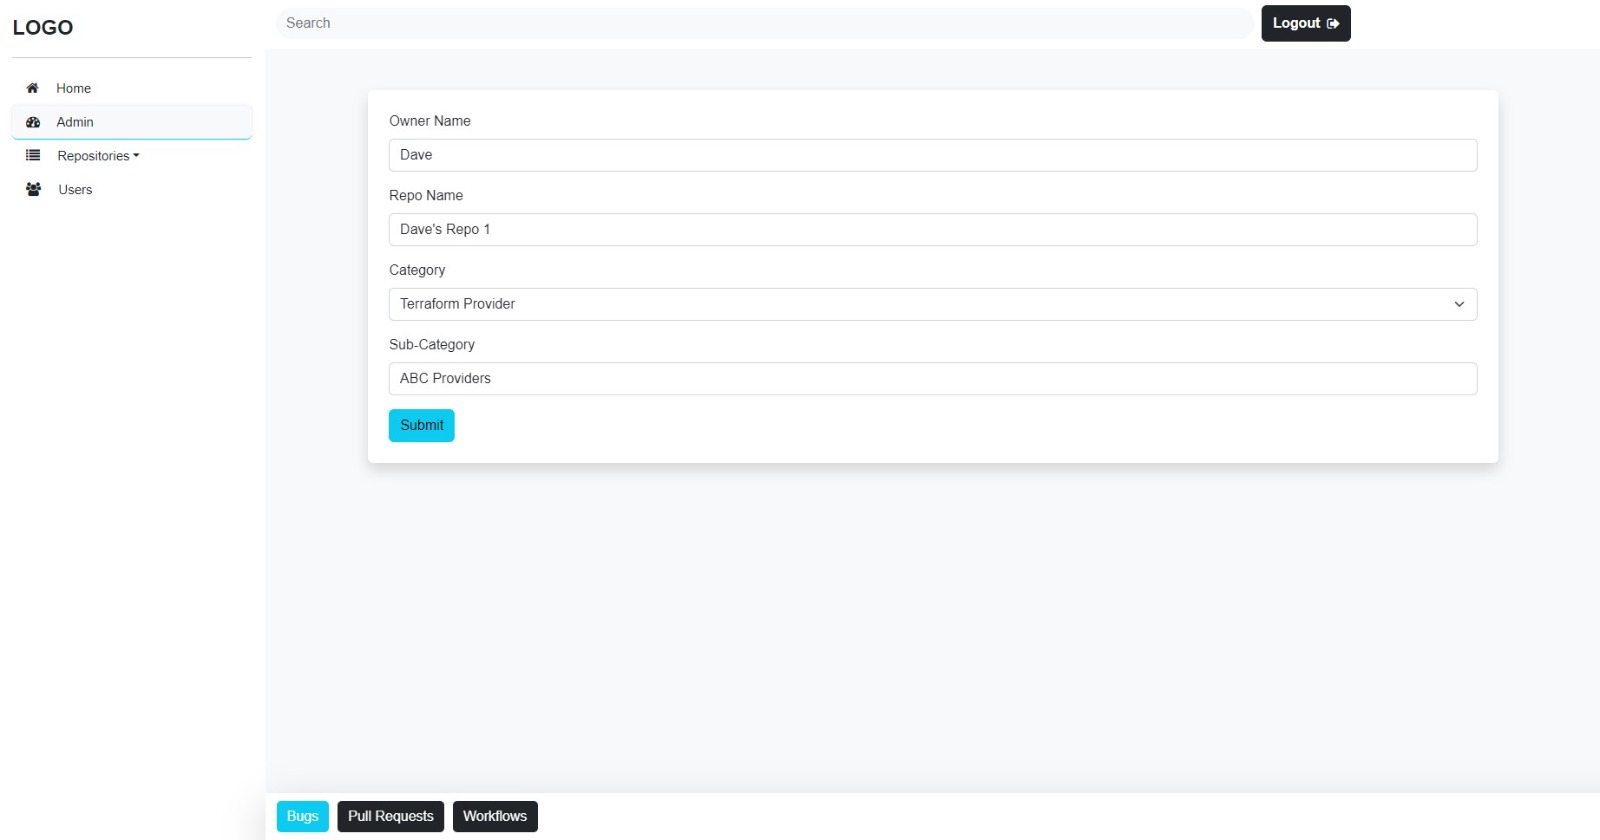 LOGO
Home
Admin
Repositories
Users
Search
Logout
Owner Name
Dave
Repo Name
Dave's Repo 1
Category
Terraform Provider
Sub-Category
ABC Providers
Submit
Bugs
Pull Requests
Workflows